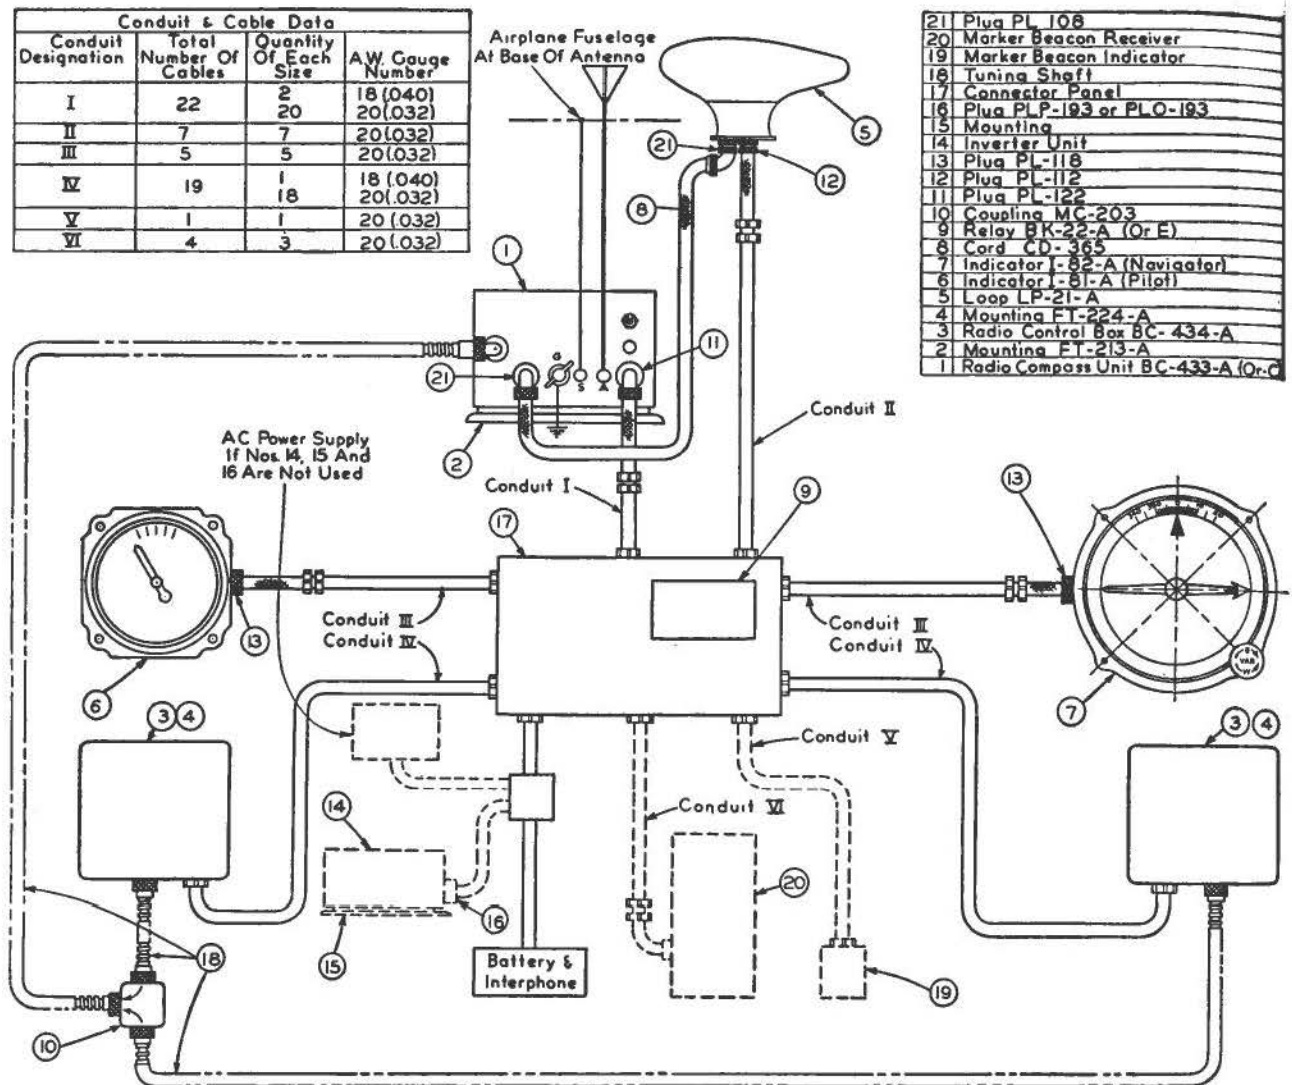 Conduit & Cable Data
Conduit Designation Total Number Of Cables Quantity Of Each Size A.W. Gauge Number
I 22 2 18 (.040)
20 20 (.032)
II 7 7 20 (.032)
III 5 5 20 (.032)
IV 19 1 18 (.040)
18 20 (.032)
V 1 1 20 (.032)
VI 4 3 20 (.032)
Airplane Fuselage
At Base Of Antenna
21 Plug PL 108
20 Marker Beacon Receiver
19 Marker Beacon Indicator
18 Tuning Shaft
17 Connector Panel
16 Plug PLP-193 or PLO-193
15 Mounting
14 Inverter Unit
13 Plug PL-118
12 Plug PL-112
11 Plug PL-122
10 Coupling MC-203
9 Relay BK-22-A (Or E)
8 Cord CD-365
7 Indicator I-82-A (Navigator)
6 Indicator I-81-A (Pilot)
5 Loop LP-21-A
4 Mounting FT-224-A
3 Radio Control Box BC-434-A
2 Mounting FT-213-A
1 Radio Compass Unit BC-433-A (Or-C
5
21
12
8
1
11
21
G
S
A
2
Conduit II
AC Power Supply
If Nos. 14, 15 And
16 Are Not Used
Conduit I
17
9
13
13
Conduit III
Conduit IV
Conduit III
Conduit IV
VAR
W
6
7
3 4
3 4
Conduit V
Conduit VI
14
20
16
15
18
Battery &
Interphone
19
10